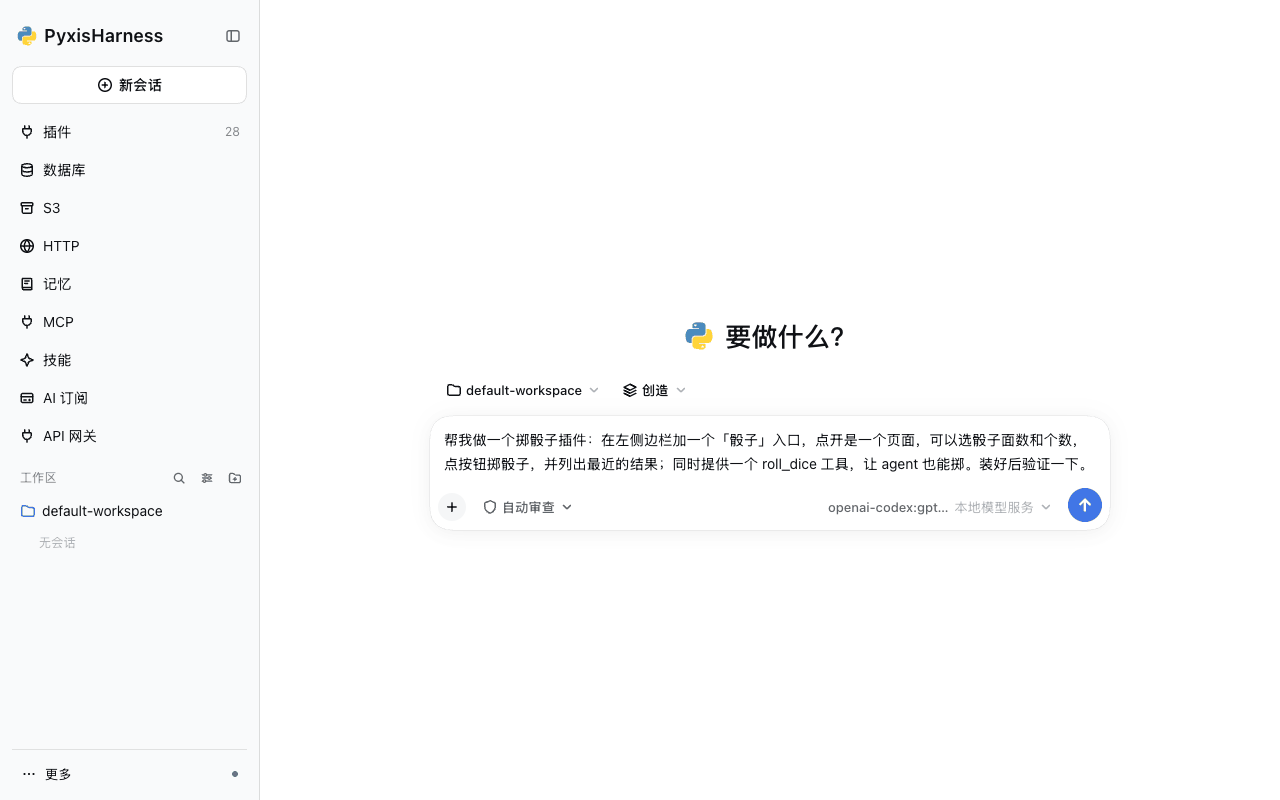 PyxisHarness
新会话
插件 28
数据库
S3
HTTP
记忆
MCP
技能
AI 订阅
API 网关
工作区
default-workspace
无会话
更多
要做什么?
default-workspace 创造
帮我做一个掷骰子插件：在左侧边栏加一个「骰子」入口，点开是一个页面，可以选骰子面数和个数，
点按钮掷骰子，并列出最近的结果；同时提供一个 roll_dice 工具，让 agent 也能掷。装好后验证一下。
自动审查 openai-codex:gpt... 本地模型服务